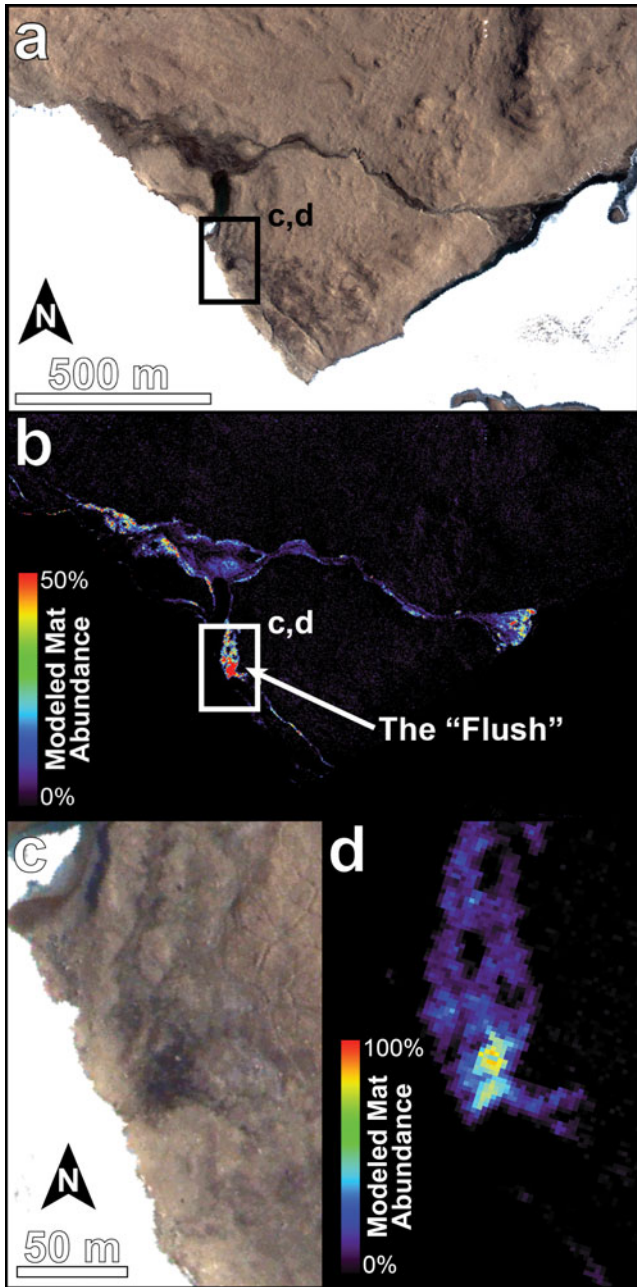 a
c,d
N
500 m
b
50%
Modeled Mat
Abundance
0%
c,d
The “Flush”
c
N
50 m
d
100%
Modeled Mat
Abundance
0%